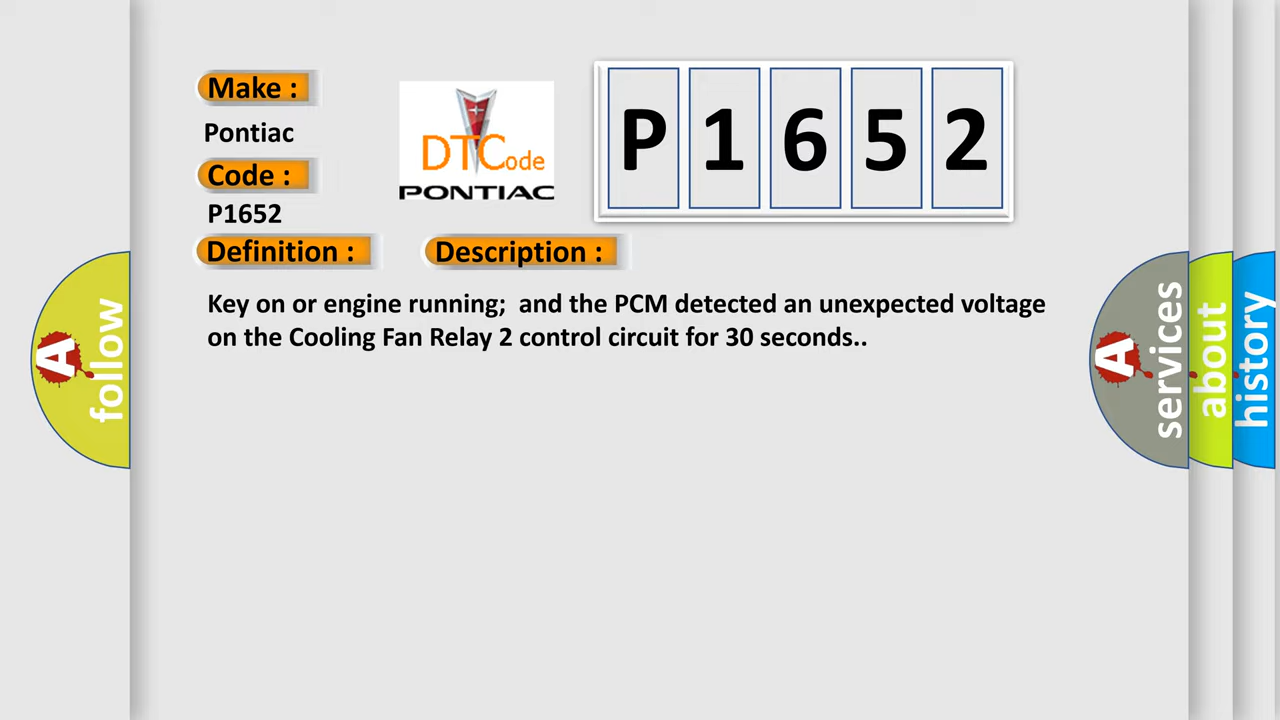 Make :
Pontiac
Code :
P1652
Definition :
Description :
Key on or engine running;  and the PCM detected an unexpected voltage
on the Cooling Fan Relay 2 control circuit for 30 seconds..
DTCode
PONTIAC
P 1 6 5 2
A
follow
A
services
about
history